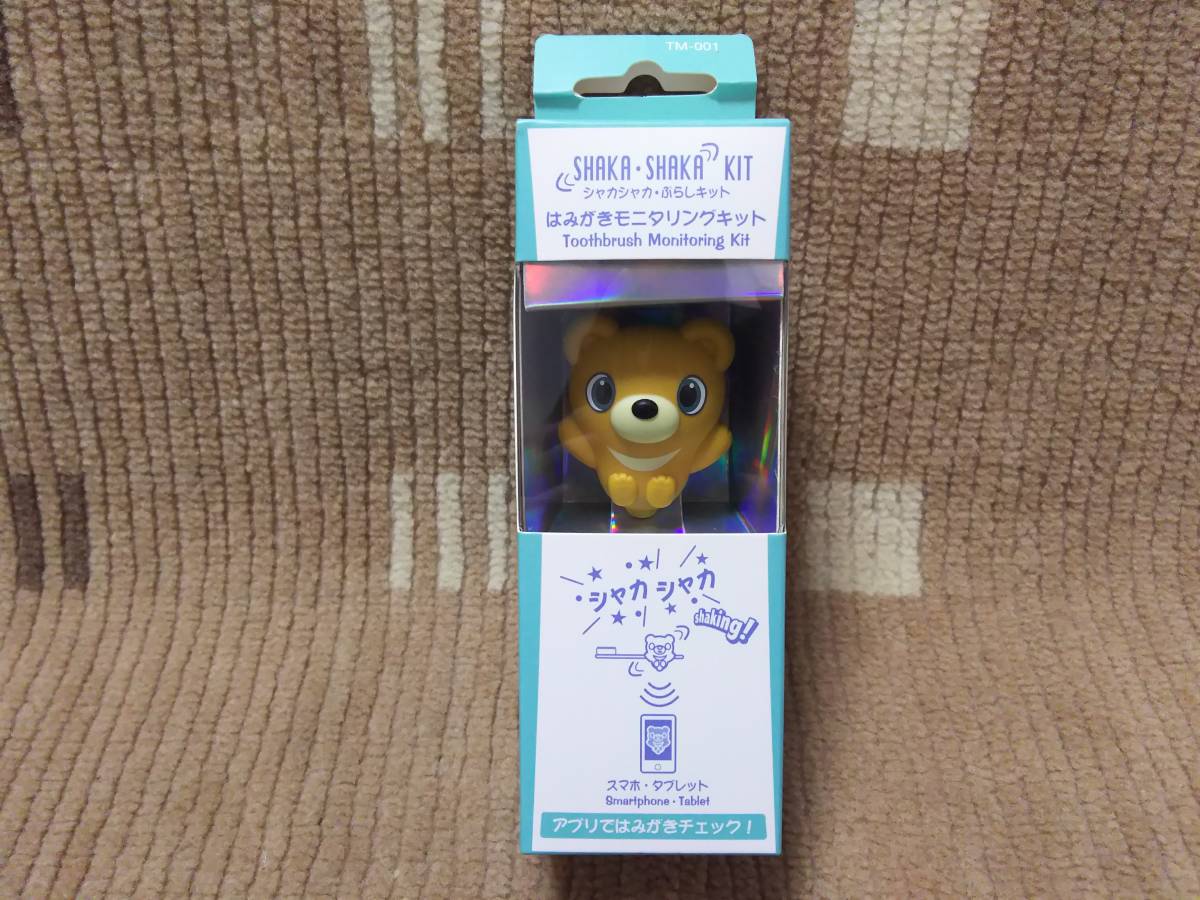 TM-001
SHAKA・SHAKA KIT
シャカシャカ・ぶらしキット
はみがきモニタリングキット
Toothbrush Monitoring Kit
シャカ シャカ
shaking!
スマホ・タブレット
Smartphone・Tablet
アプリではみがきチェック！